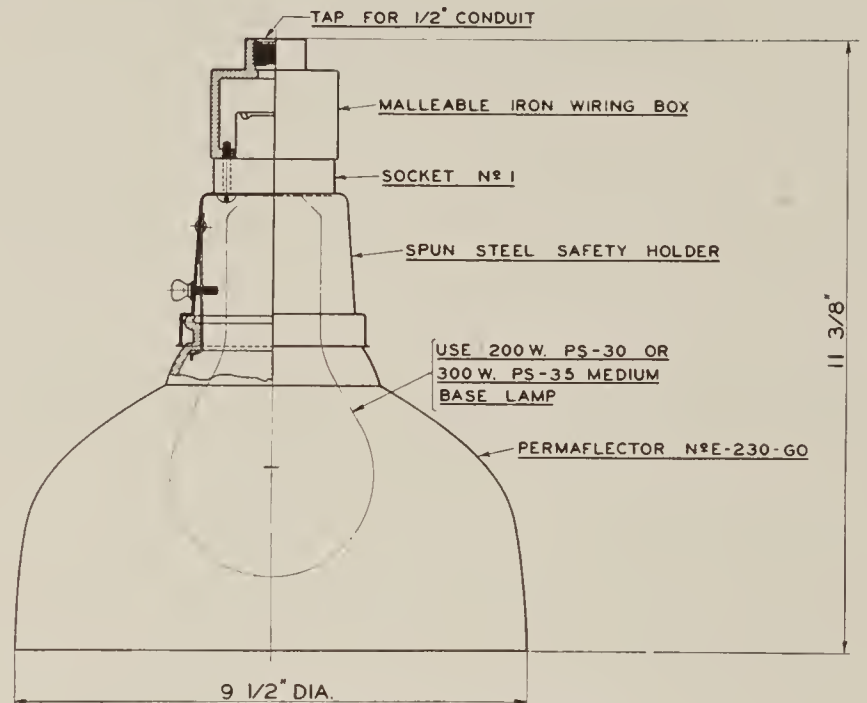 TAP FOR 1/2" CONDUIT
MALLEABLE IRON WIRING BOX
SOCKET Nº 1
SPUN STEEL SAFETY HOLDER
USE 200 W. PS-30 OR
300 W. PS-35 MEDIUM
BASE LAMP
PERMAFLECTOR Nº E-230-GO
11 3/8"
9 1/2" DIA.